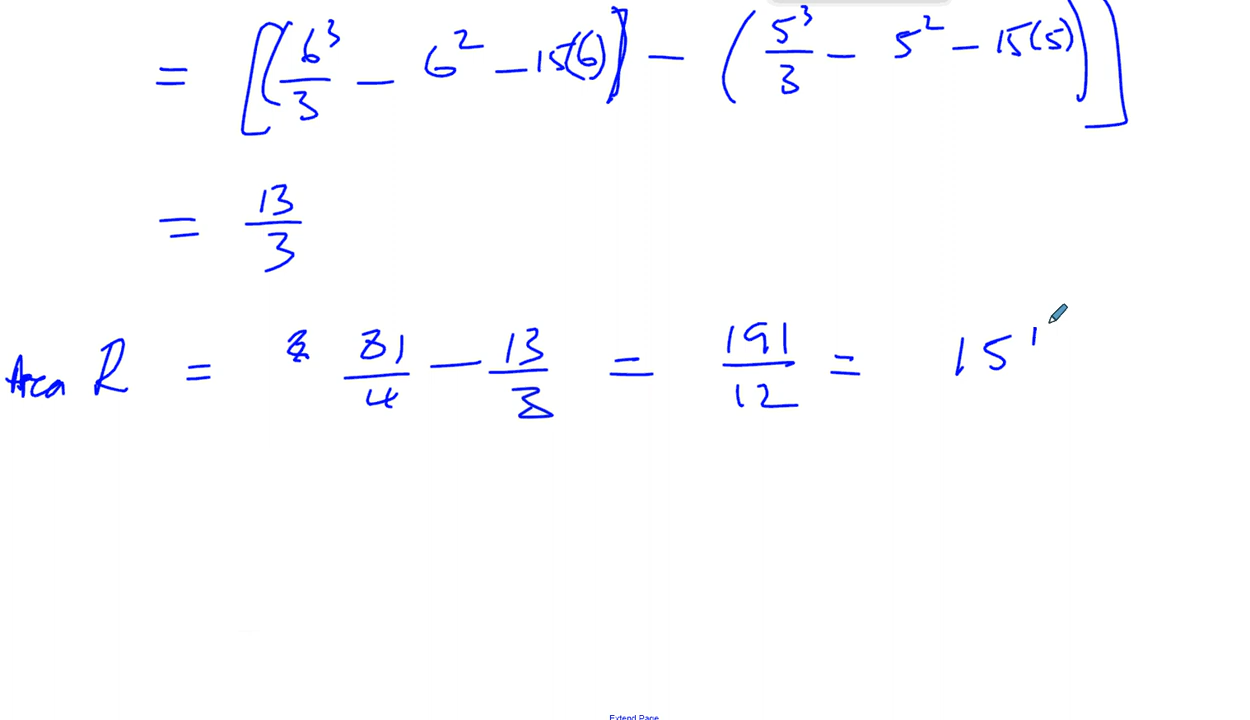 = [(6³/3 - 6² - 15(6)) - (5³/3 - 5² - 15(5))]
= 13/3
Area R = 81/4 - 13/3 = 191/12 = 15 1
Extend Page